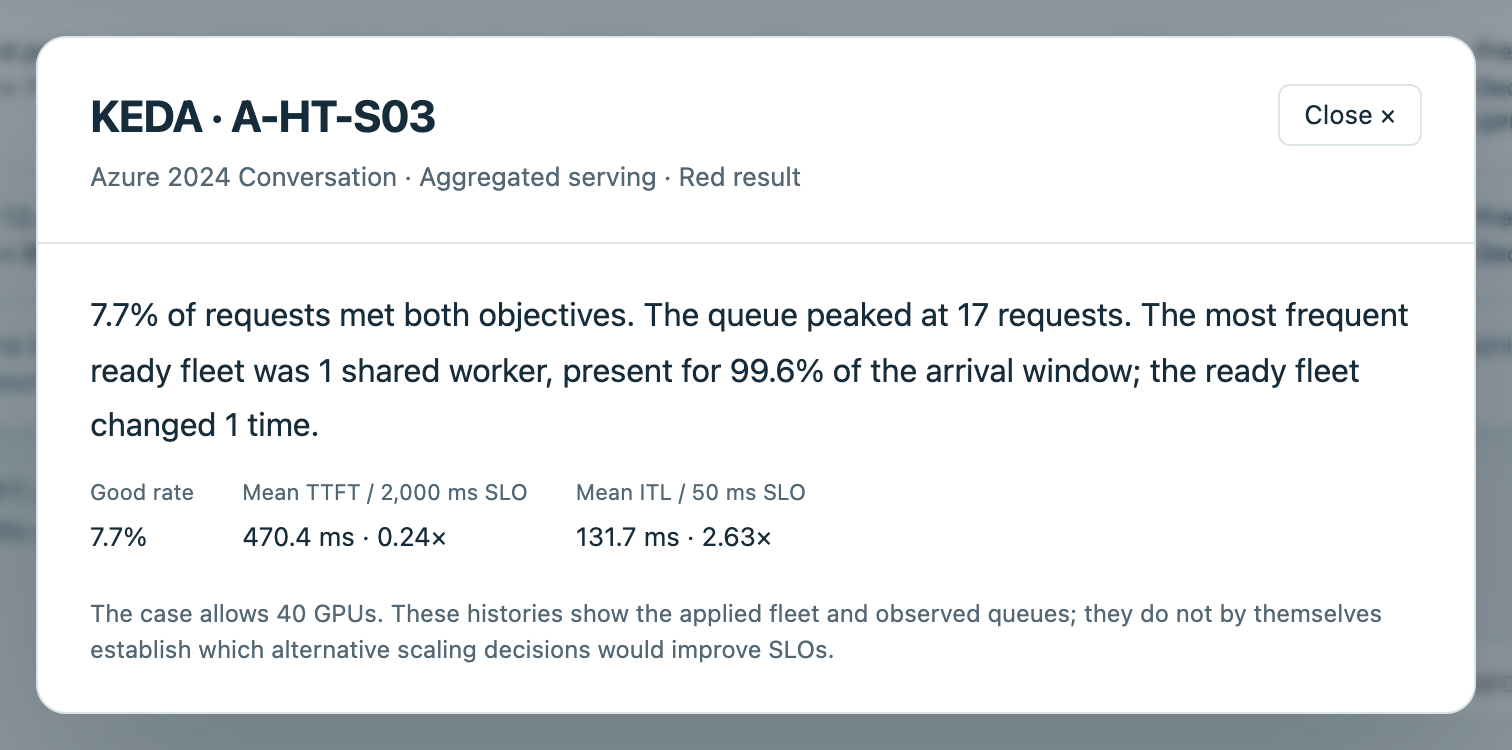 KEDA · A-HT-S03
Close ×
Azure 2024 Conversation · Aggregated serving · Red result
7.7% of requests met both objectives. The queue peaked at 17 requests. The most frequent
ready fleet was 1 shared worker, present for 99.6% of the arrival window; the ready fleet
changed 1 time.
Good rate
Mean TTFT / 2,000 ms SLO
Mean ITL / 50 ms SLO
7.7%
470.4 ms · 0.24×
131.7 ms · 2.63×
The case allows 40 GPUs. These histories show the applied fleet and observed queues; they do not by themselves
establish which alternative scaling decisions would improve SLOs.